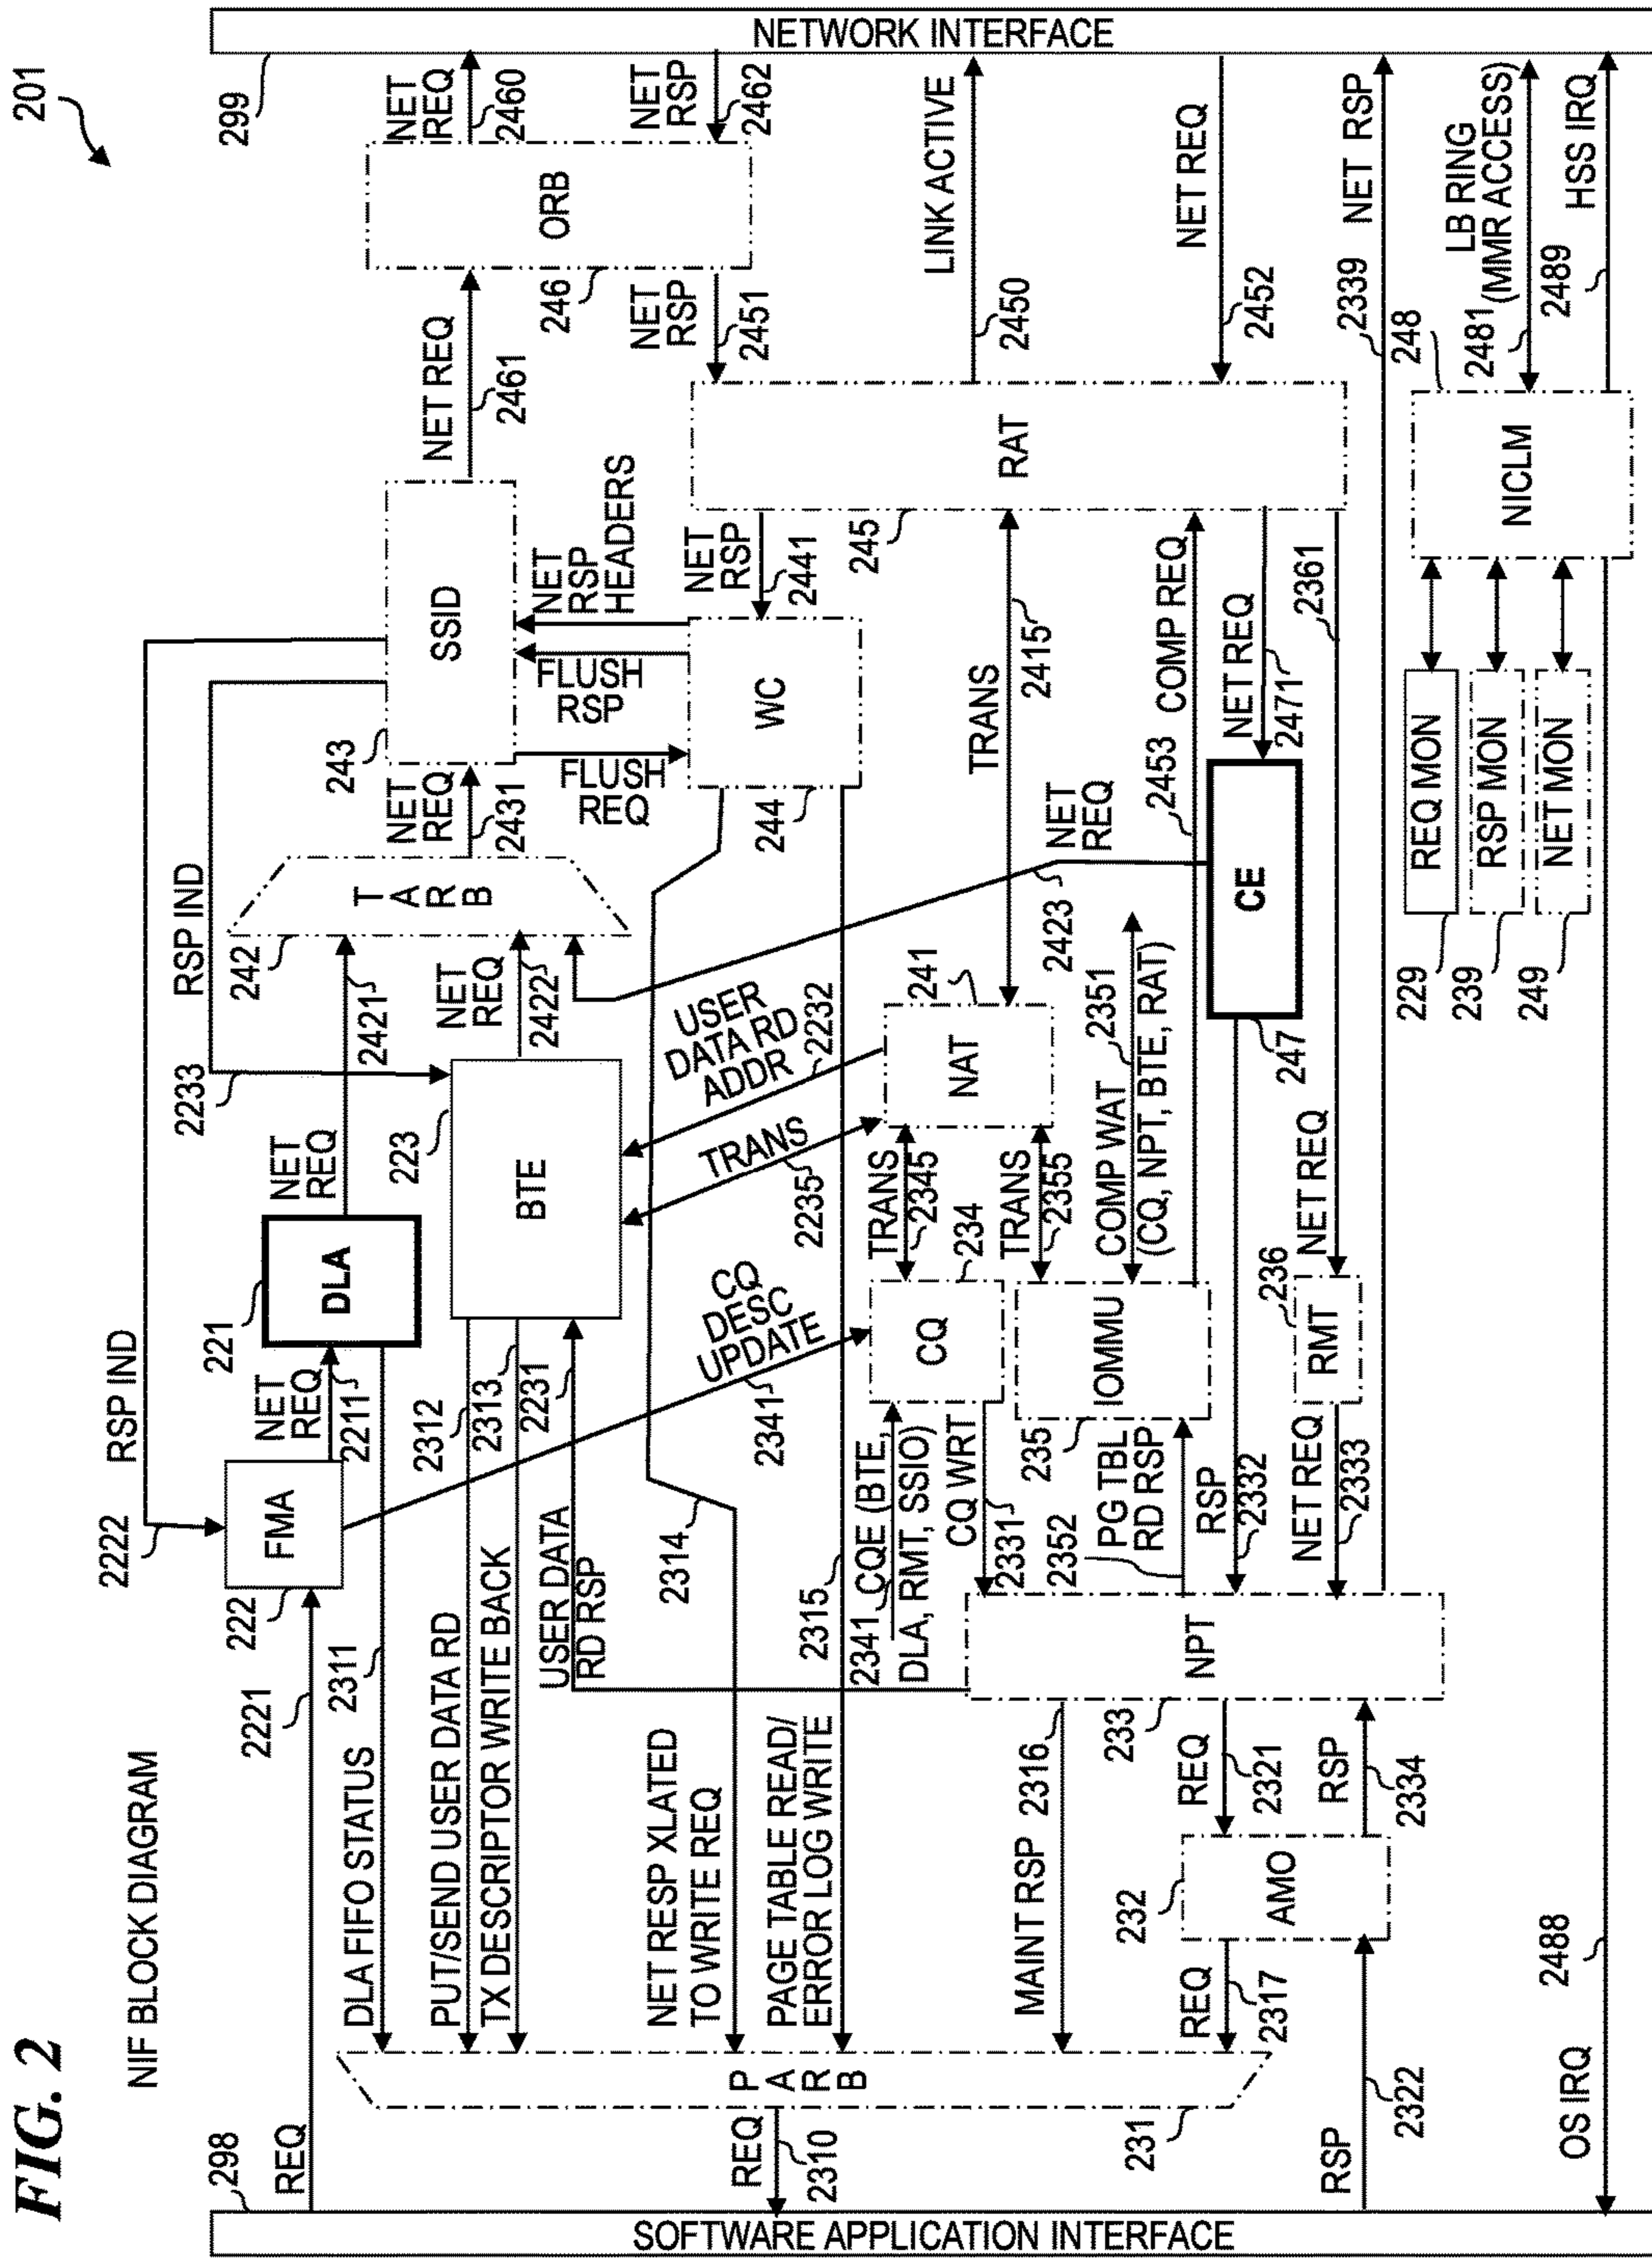 FIG. 2
NIF BLOCK DIAGRAM
201
298
SOFTWARE APPLICATION INTERFACE
299
NETWORK INTERFACE
REQ
2221
222
FMA
2222
RSP IND
NET
REQ
2211
221
DLA
NET
REQ
2421
2233
RSP IND
242
T
A
R
B
NET
REQ
2431
243
SSID
NET REQ
2461
246
ORB
NET
REQ
2460
NET
RSP
2462
NET
RSP
2451
DLA FIFO STATUS
2311
PUT/SEND USER DATA RD
2312
TX DESCRIPTOR WRITE BACK
2313
USER DATA
RD RSP
2231
223
BTE
NET
REQ
2422
FLUSH
REQ
FLUSH
RSP
NET
RSP
HEADERS
244
WC
NET
RSP
2441
245
RAT
LINK ACTIVE
2450
NET REQ
2452
NET RESP XLATED
TO WRITE REQ
2314
PAGE TABLE READ/
ERROR LOG WRITE
2315
P
A
R
B
231
REQ
2310
CQ
DESC
UPDATE
2341
TRANS
2235
USER
DATA RD
ADDR
2232
241
NAT
TRANS
2415
NET
REQ
2423
2341
CQE (BTE,
DLA, RMT, SSIO)
CQ WRT
2331
234
CQ
TRANS
2345
TRANS
2355
235
IOMMU
COMP WAT
2351
(CQ, NPT, BTE, RAT)
2453
COMP REQ
2352
PG TBL
RD RSP
RSP
2332
247
CE
NET REQ
2471
MAINT RSP
2316
233
NPT
REQ
2321
RSP
2334
232
AMO
REQ
2317
RSP
2322
NET REQ
2333
236
RMT
NET REQ
2361
2339
NET RSP
229
REQ MON
239
RSP MON
249
NET MON
248
NICLM
2481
LB RING
(MMR ACCESS)
2489
HSS IRQ
OS IRQ
2488